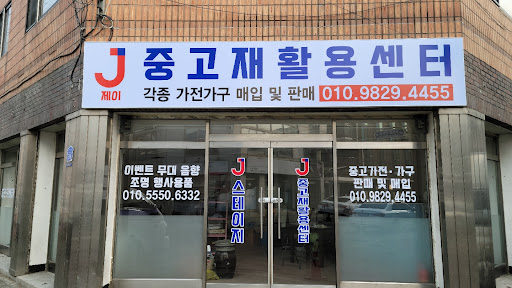 J 중고재활용센터
제이 각종 가전가구 매입 및 판매 010.9829.4455
이벤트 무대 음향
조명 행사용품
010.5550.6332
J 스테이지
J 중고재활용센터
중고가전·가구
판매 및 매입
010.9829.4455